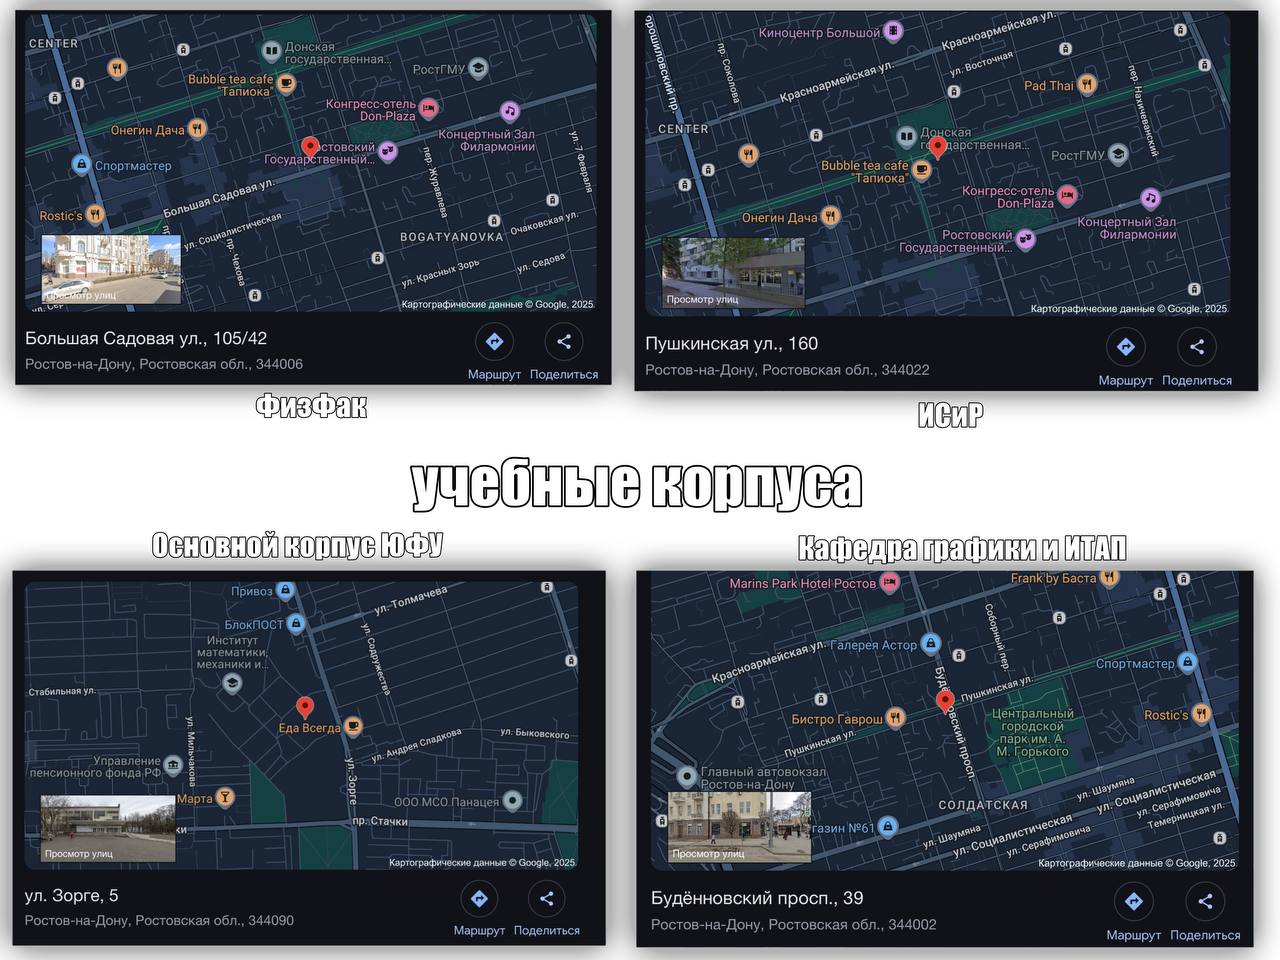 CENTER
Донская
государственная...
РостГМУ
Bubble tea cafe
"Тапиока"
Конгресс-отель
Don-Plaza
Онегин Дача
Концертный Зал
Филармонии
Спортмастер
остовский
Государственный...
ул. 7 Февраля
пер. Журавлева
Большая Садовая ул.
Rostic's
ул. Социалистическая
пр. Чехова
BOGATYANOVKA
Очаковская ул.
ул. Красных Зорь
ул. Седова
Просмотр улиц
Картографические данные © Google, 2025
Большая Садовая ул., 105/42
Ростов-на-Дону, Ростовская обл., 344006
Маршрут
Поделиться
ФизФак
орошиловский пр.
Киноцентр Большой
Красноармейская ул.
пр. Соколова
ул. Восточная
Красноармейская ул.
Pad Thai
пер. Нахичеванский
CENTER
Донская
государственная...
РостГМУ
Bubble tea cafe
"Тапиока"
Конгресс-отель
Don-Plaza
Онегин Дача
Концертный Зал
Филармонии
Ростовский
Государственный...
Просмотр улиц
Картографические данные © Google, 2025
Пушкинская ул., 160
Ростов-на-Дону, Ростовская обл., 344022
Маршрут
Поделиться
ИСиР
учебные корпуса
Основной корпус ЮФУ
Привоз
ул. Толмачева
БлокПОСТ
Институт
математики,
механики и...
ул. Содружества
Стабильная ул.
Еда Всегда
ул. Мильчакова
ул. Андрея Сладкова
ул. Быковского
Управление
пенсионного фонда РФ
ул. Зорге
Марта
ООО.МСО.Панацея
пр. Стачки
ки
Просмотр улиц
Картографические данные © Google, 2025
ул. Зорге, 5
Ростов-на-Дону, Ростовская обл., 344090
Маршрут
Поделиться
Кафедра графики и ИТАП
Marins Park Hotel Ростов
Frank by Баста
Соборный пер.
Галерея Астор
Красноармейская ул.
Спортмастер
Будённовский просп.
Пушкинская ул.
Бистро Гаврош
Центральный
городской
парк им. А.
М. Горького
Rostic's
Пушкинская ул.
Главный автовокзал
Ростов-на-Дону
СОЛДАТСКАЯ
ул. Шаумяна
ул. Социалистическая
ул. Серафимовича
Темерницкая ул.
газин №61
ул. Шаумяна
ул. Социалистическая
ул. Серафимовича
Просмотр улиц
Картографические данные © Google, 2025
Будённовский просп., 39
Ростов-на-Дону, Ростовская обл., 344002
Маршрут
Поделиться